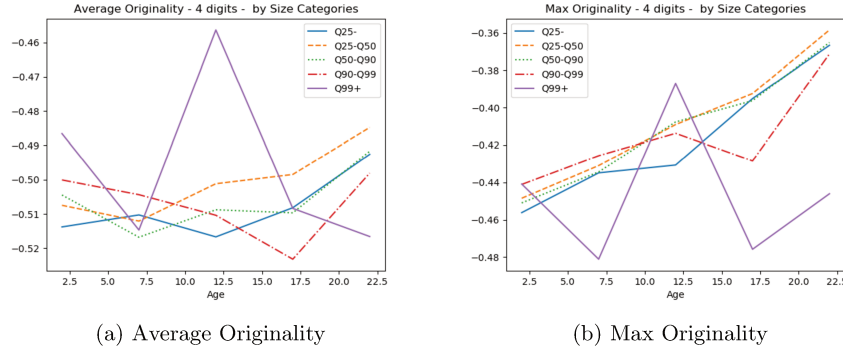 Average Originality - 4 digits -  by Size Categories
−0.46
−0.47
−0.48
−0.49
−0.50
−0.51
−0.52
2.5 5.0 7.5 10.0 12.5 15.0 17.5 20.0 22.5
Age
Q25-
Q25-Q50
Q50-Q90
Q90-Q99
Q99+
(a) Average Originality
Max Originality - 4 digits -  by Size Categories
−0.36
−0.38
−0.40
−0.42
−0.44
−0.46
−0.48
2.5 5.0 7.5 10.0 12.5 15.0 17.5 20.0 22.5
Age
Q25-
Q25-Q50
Q50-Q90
Q90-Q99
Q99+
(b) Max Originality